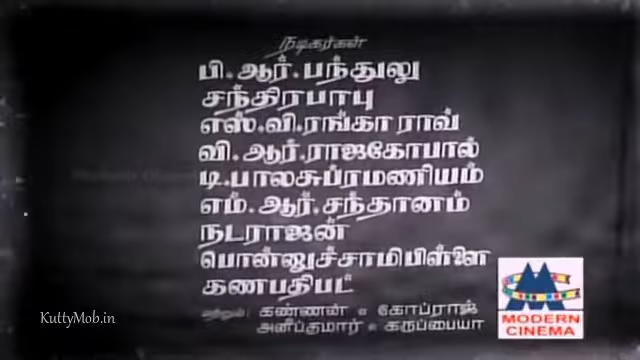 நடிகர்கள்
பி.ஆர்.பந்துலு
சந்திரபாபு
எஸ்.வி.ரங்கா ராவ்
வி.ஆர்.ராஜகோபால்
டி.பாலசுப்ரமணியம்
எம்.ஆர்.சந்தானம்
நடராஜன்
பொன்னுச்சாமிபிள்ளை
கணபதிபட்
மற்றும் கண்ணன் கோப்ராஜ்
அனிப்குமார் கருப்பையா
KuttyMob.in
MODERN
CINEMA